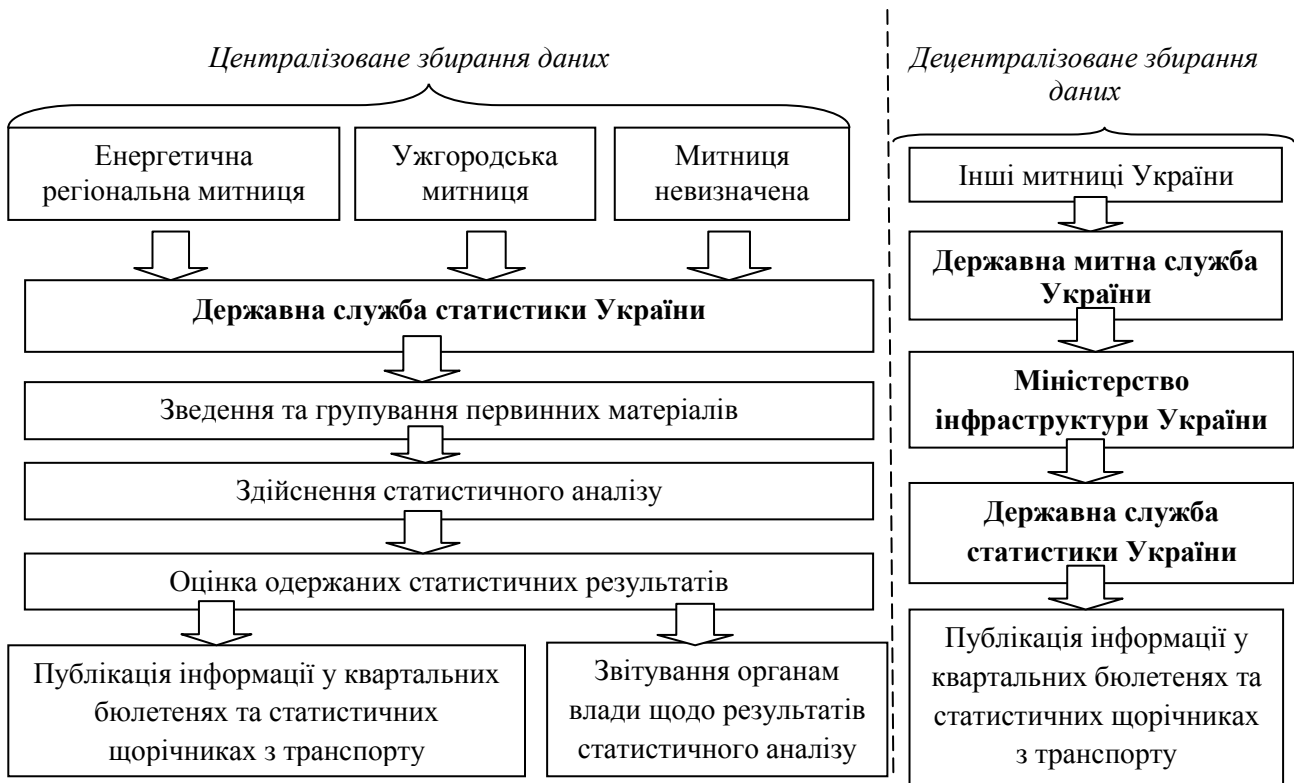 Централізоване збирання даних
Енергетична
регіональна митниця
Ужгородська
митниця
Митниця
невизначена
Державна служба статистики України
Зведення та групування первинних матеріалів
Здійснення статистичного аналізу
Оцінка одержаних статистичних результатів
Публікація інформації у квартальних
бюлетенях та статистичних
щорічниках з транспорту
Звітування органам
влади щодо результатів
статистичного аналізу
Децентралізоване збирання
даних
Інші митниці України
Державна митна служба
України
Міністерство
інфраструктури України
Державна служба
статистики України
Публікація інформації у
квартальних бюлетенях та
статистичних щорічниках
з транспорту